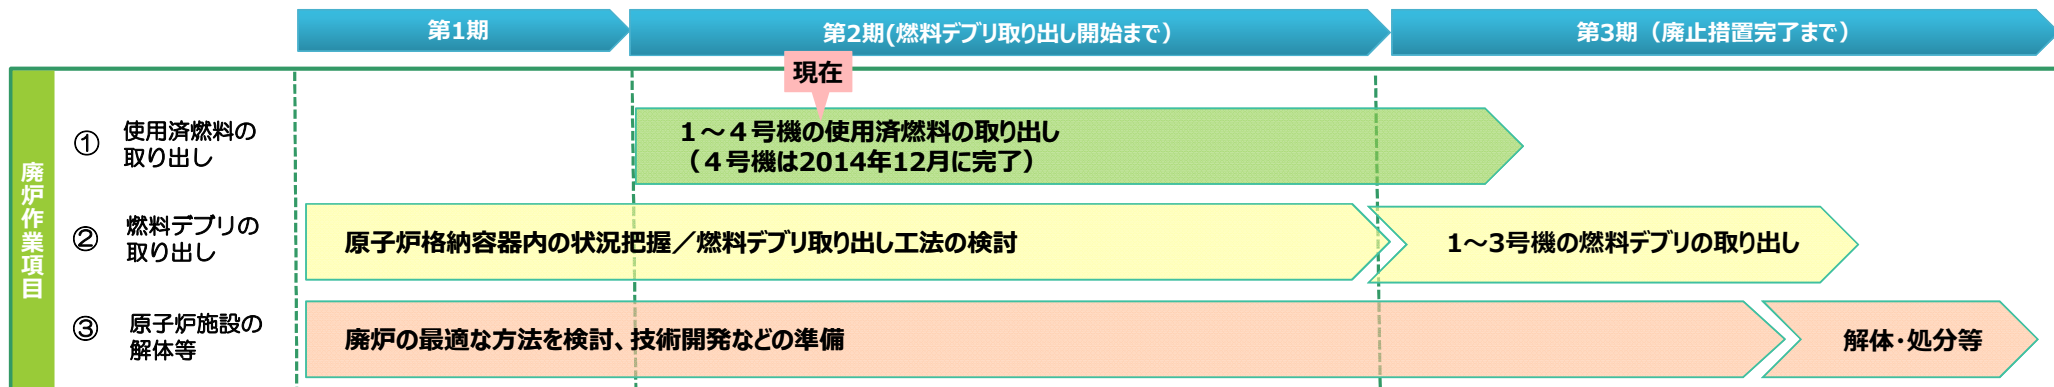 第1期
第2期(燃料デブリ取り出し開始まで)
第3期（廃止措置完了まで）
現在
廃炉作業項目
①
使用済燃料の
取り出し
1～4号機の使用済燃料の取り出し
（4号機は2014年12月に完了）
②
燃料デブリの
取り出し
原子炉格納容器内の状況把握／燃料デブリ取り出し工法の検討
1～3号機の燃料デブリの取り出し
③
原子炉施設の
解体等
廃炉の最適な方法を検討、技術開発などの準備
解体・処分等